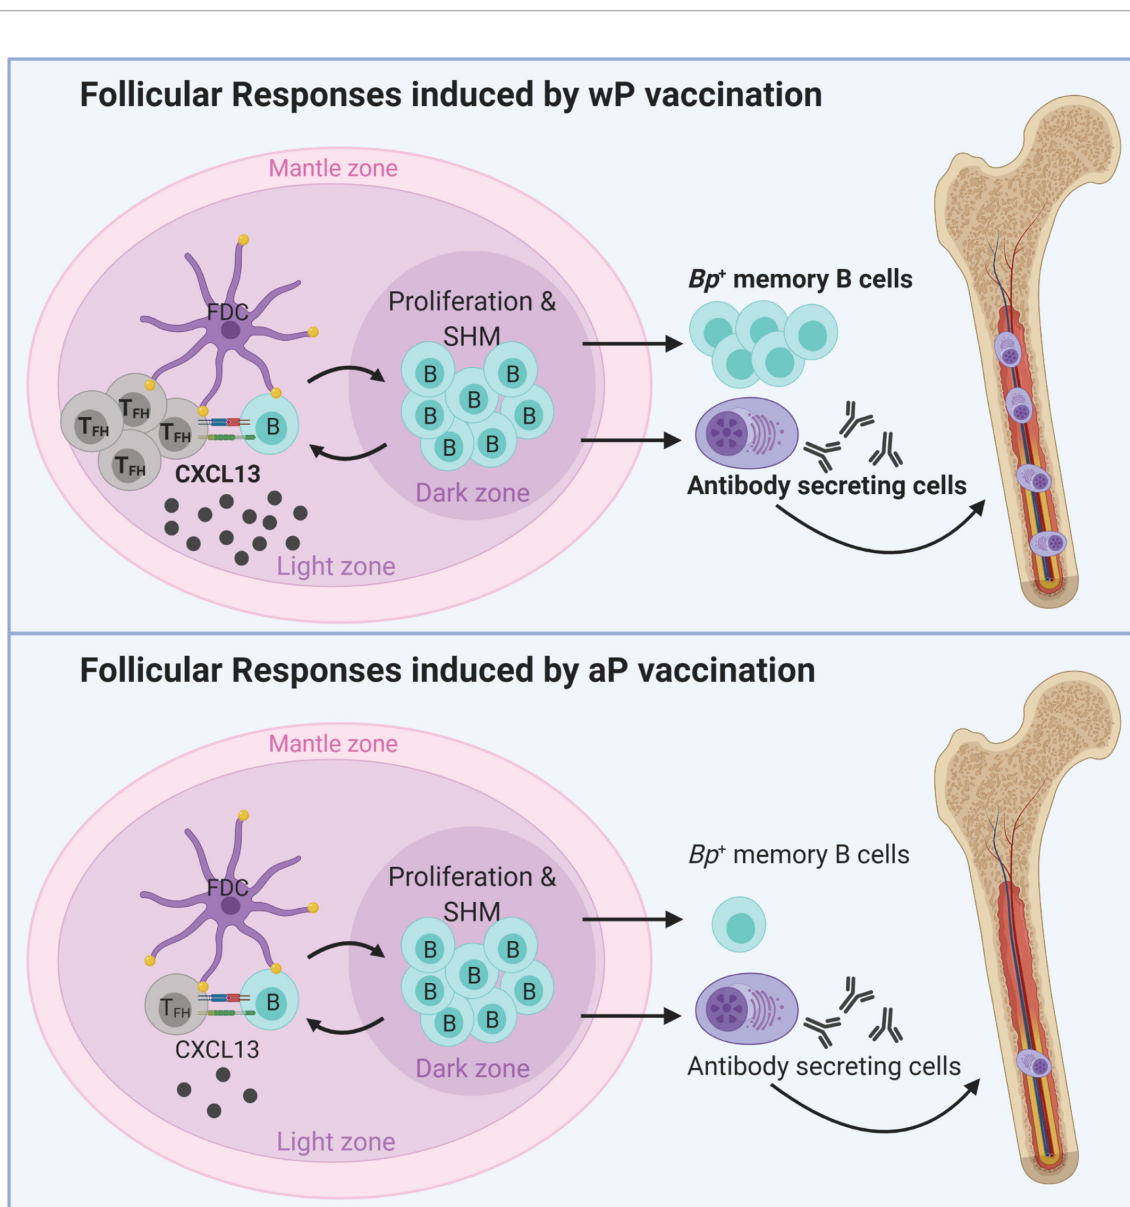 Follicular Responses induced by wP vaccination
Mantle zone
FDC
Proliferation &
SHM
B
B
B
B
B
B
B
Dark zone
TFH
TFH
TFH
TFH
B
CXCL13
Light zone
Bp+ memory B cells
Antibody secreting cells
Follicular Responses induced by aP vaccination
Mantle zone
FDC
Proliferation &
SHM
B
B
B
B
B
B
B
Dark zone
TFH
B
CXCL13
Light zone
Bp+ memory B cells
Antibody secreting cells